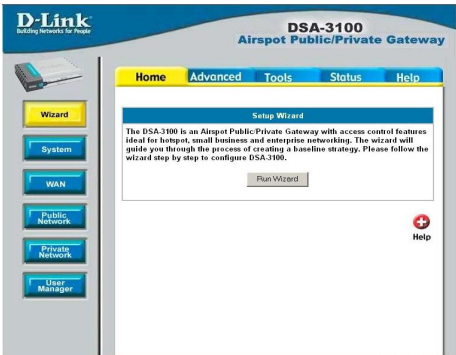 D-Link
Building Networks for People
DSA-3100
Airspot Public/Private Gateway
Home
Advanced
Tools
Status
Help
Wizard
System
WAN
Public
Network
Private
Network
User
Manager
Setup Wizard
The DSA-3100 is an Airspot Public/Private Gateway with access control features
ideal for hotspot, small business and enterprise networking. The wizard will
guide you through the process of creating a baseline strategy. Please follow the
wizard step by step to configure DSA-3100.
Run Wizard
Help